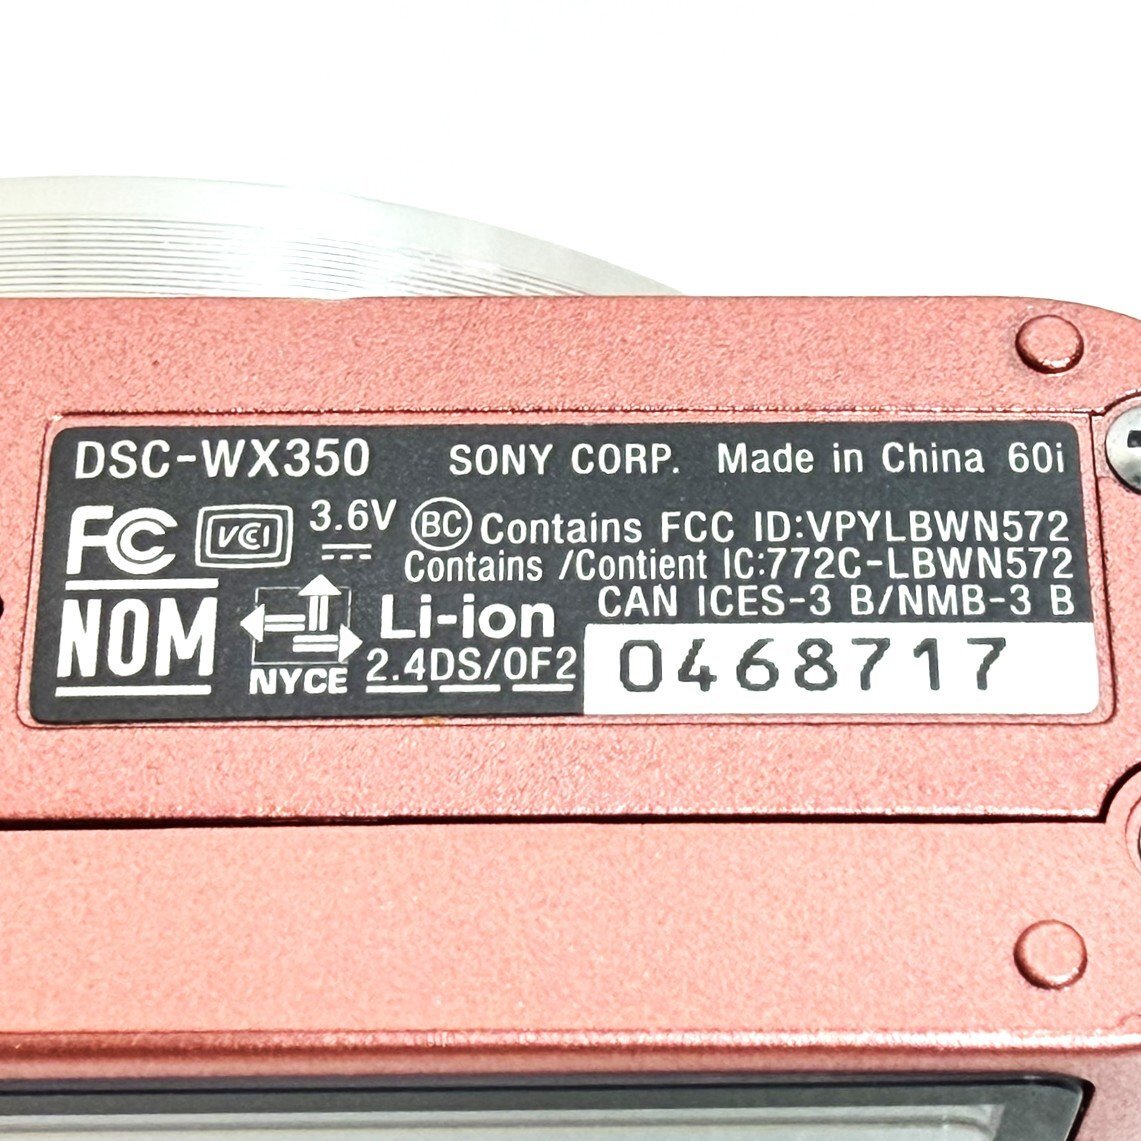 DSC-WX350 SONY CORP. Made in China 60i
FC VCCI 3.6V BC Contains FCC ID:VPYLBWN572
Contains /Contient IC:772C-LBWN572
CAN ICES-3 B/NMB-3 B
NOM NYCE Li-ion
2.4DS/OF2
0468717